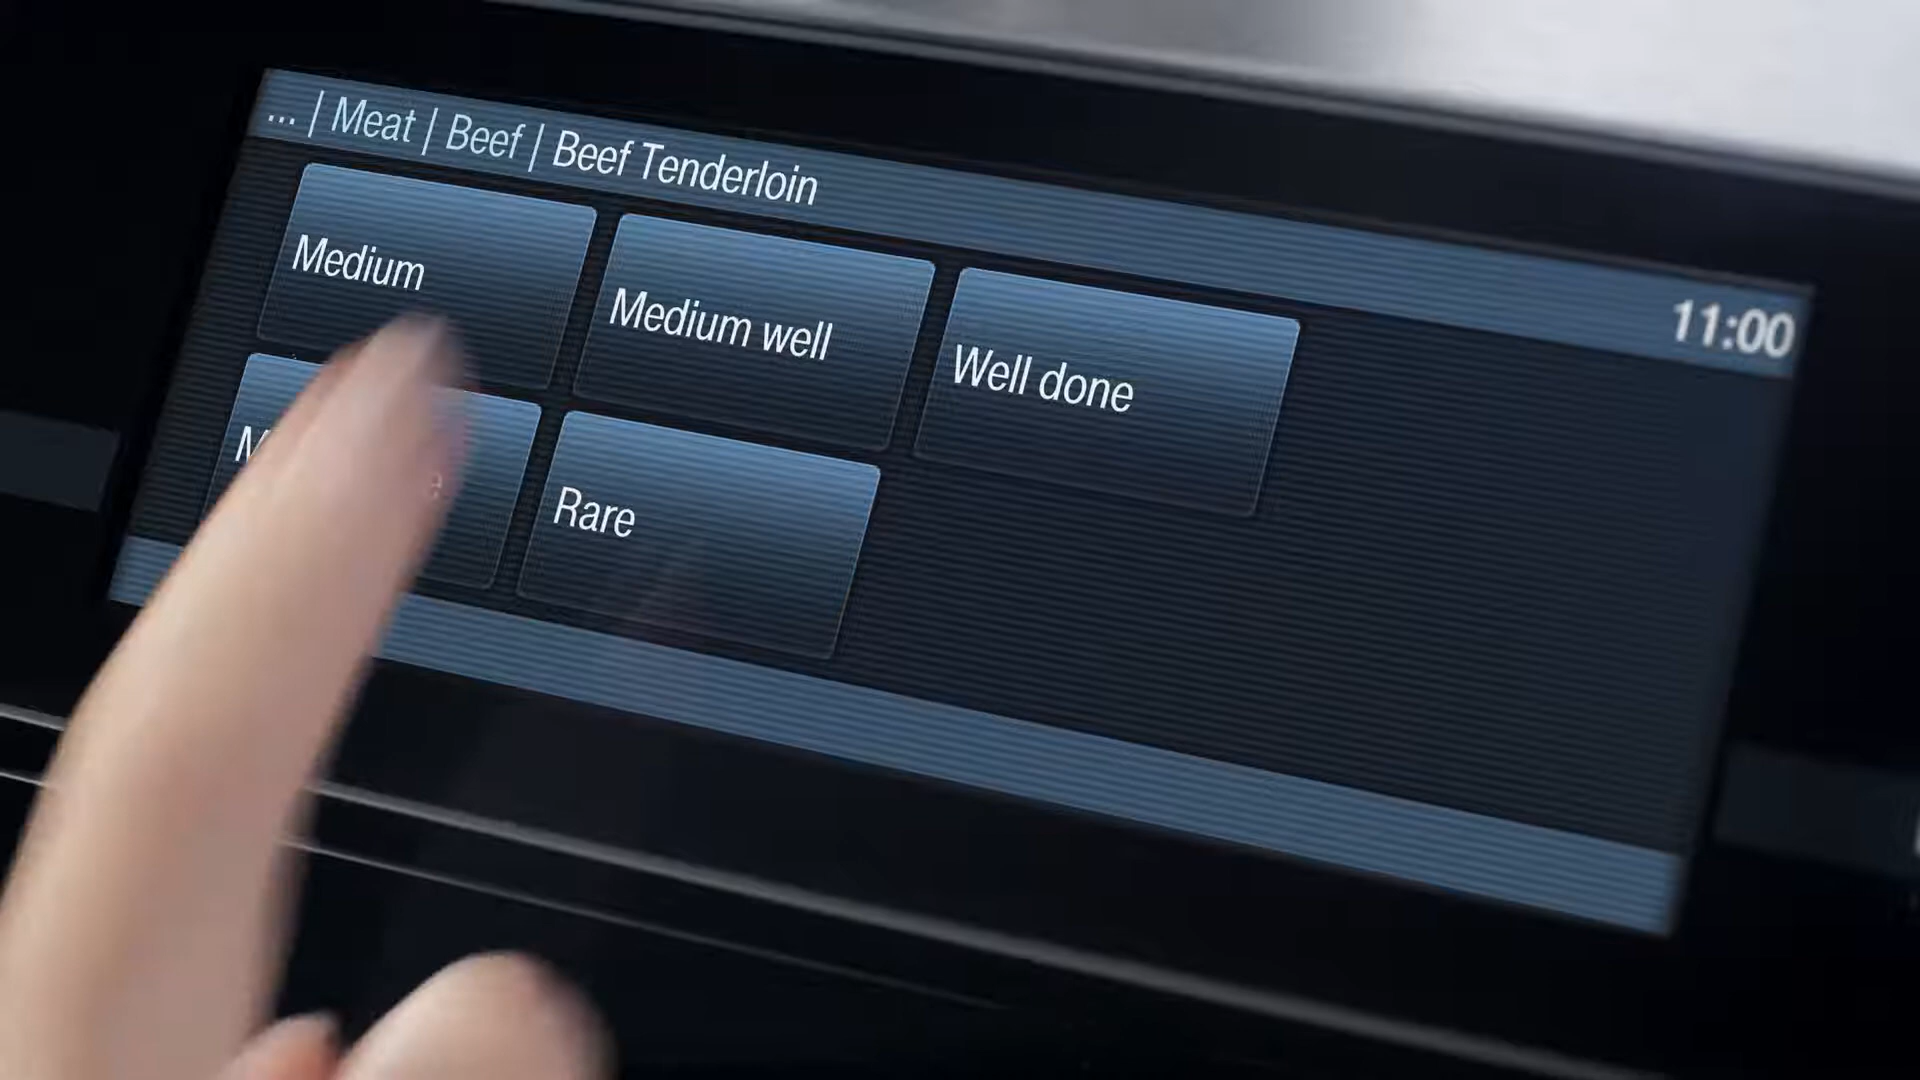 ... | Meat | Beef | Beef Tenderloin
11:00
Medium
Medium well
Well done
Rare